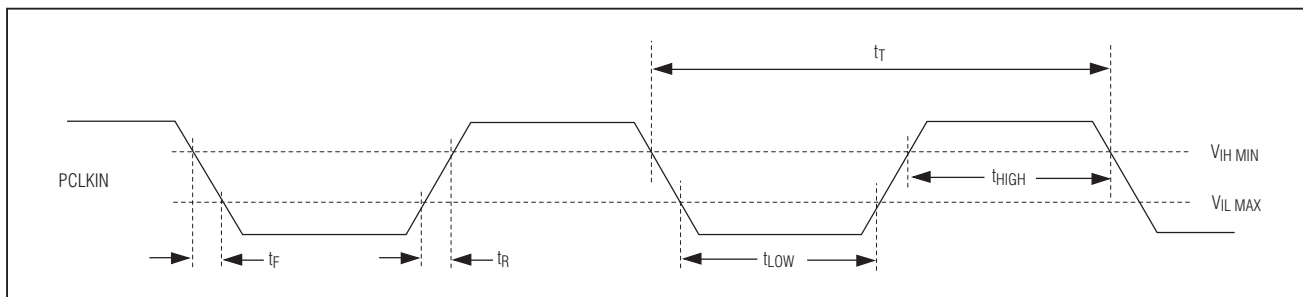 tT
PCLKIN
VIH MIN
tHIGH
VIL MAX
tF
tR
tLOW